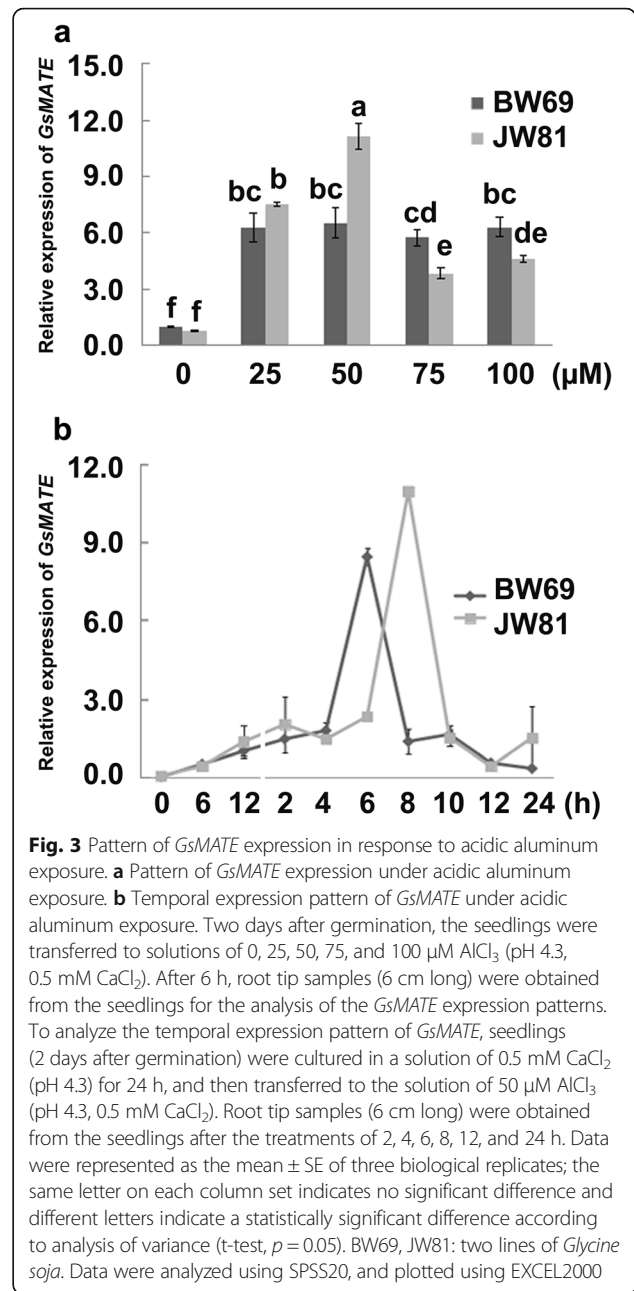 a
15.0
12.0
9.0
6.0
3.0
0.0
Relative expression of GsMATE
BW69
JW81
f f bc b bc a cd e bc de
0 25 50 75 100 (µM)
b
12.0
9.0
6.0
3.0
0.0
Relative expression of GsMATE
BW69
JW81
0 6 12 2 4 6 8 10 12 24 (h)
Fig. 3 Pattern of GsMATE expression in response to acidic aluminum
exposure. a Pattern of GsMATE expression under acidic aluminum
exposure. b Temporal expression pattern of GsMATE under acidic
aluminum exposure. Two days after germination, the seedlings were
transferred to solutions of 0, 25, 50, 75, and 100 µM AlCl₃ (pH 4.3,
0.5 mM CaCl₂). After 6 h, root tip samples (6 cm long) were obtained
from the seedlings for the analysis of the GsMATE expression patterns.
To analyze the temporal expression pattern of GsMATE, seedlings
(2 days after germination) were cultured in a solution of 0.5 mM CaCl₂
(pH 4.3) for 24 h, and then transferred to the solution of 50 µM AlCl₃
(pH 4.3, 0.5 mM CaCl₂). Root tip samples (6 cm long) were obtained
from the seedlings after the treatments of 2, 4, 6, 8, 12, and 24 h. Data
were represented as the mean ± SE of three biological replicates; the
same letter on each column set indicates no significant difference and
different letters indicate a statistically significant difference according
to analysis of variance (t-test, p = 0.05). BW69, JW81: two lines of Glycine
soja. Data were analyzed using SPSS20, and plotted using EXCEL2000